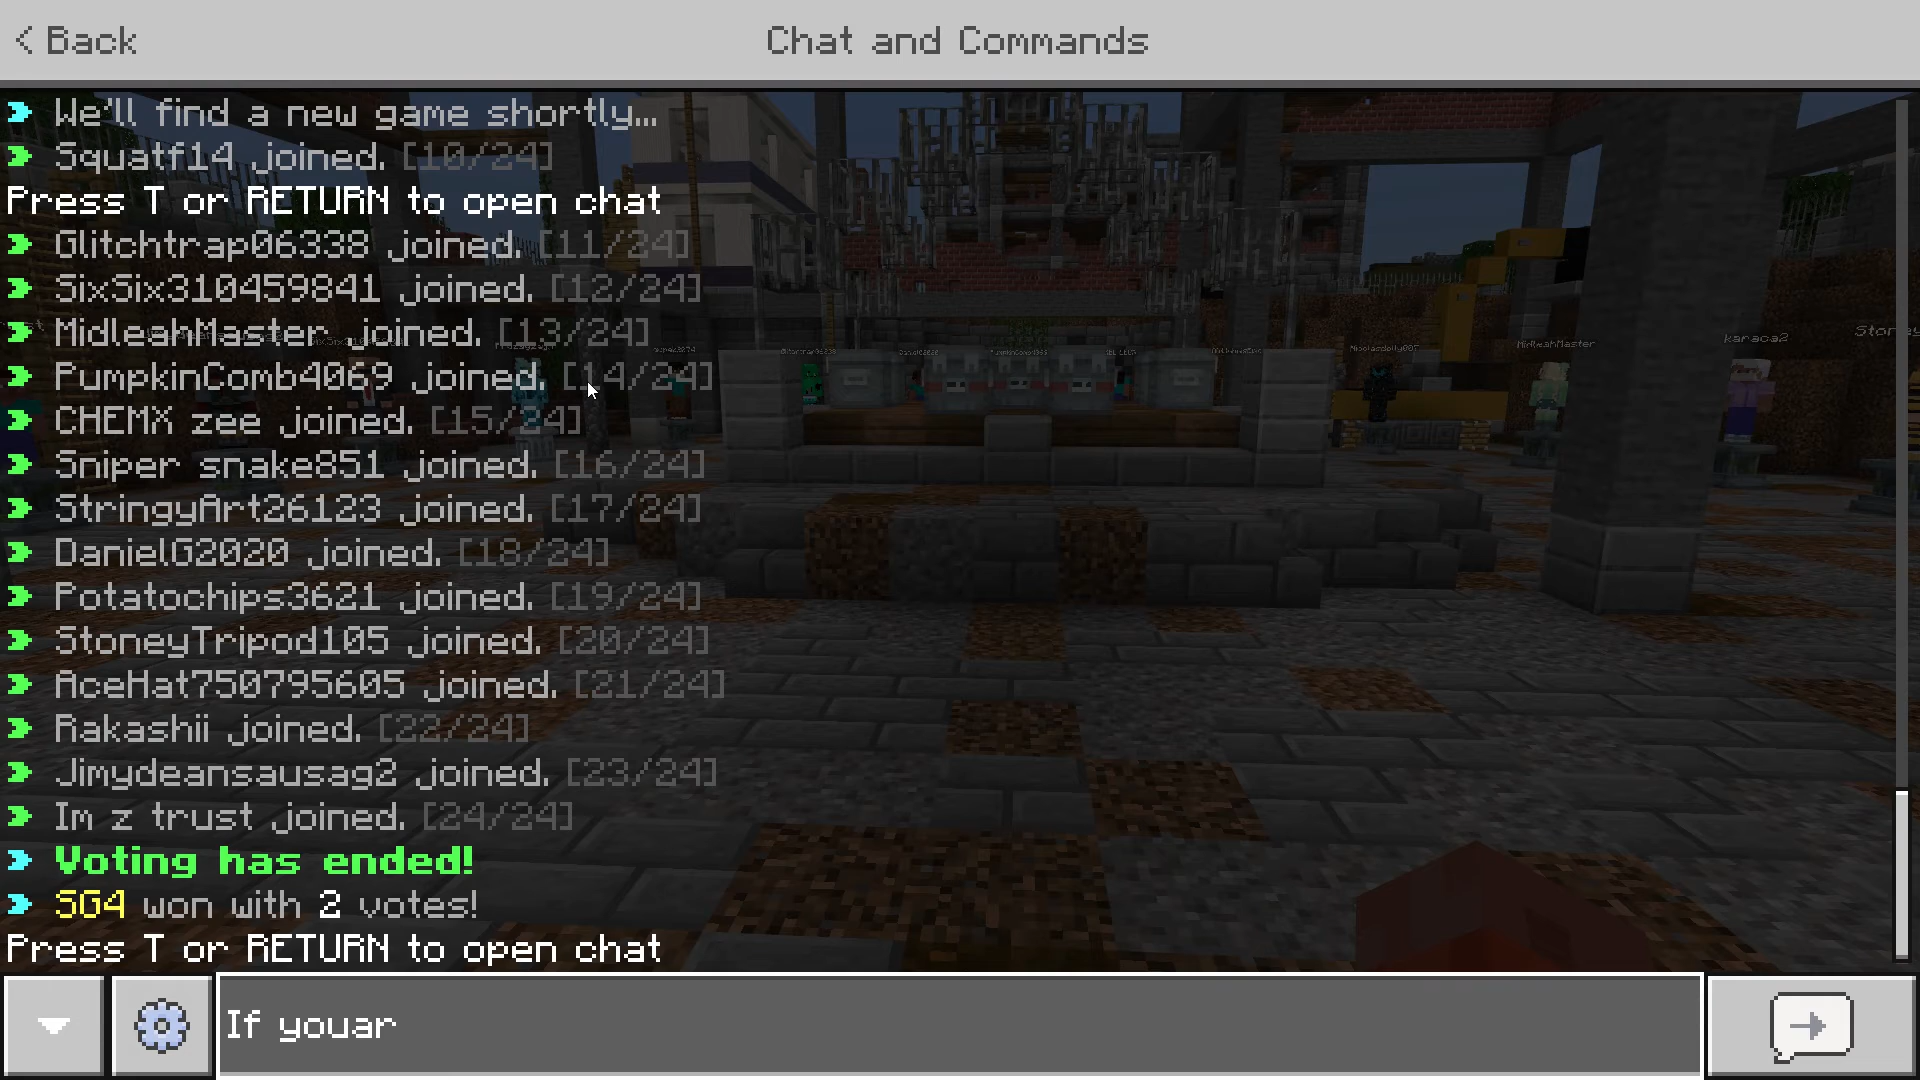 < Back
Chat and Commands
We'll find a new game shortly...
Squatf14 joined. [10/24]
Press T or RETURN to open chat
Glitchtrap06338 joined. [11/24]
SixSix310459841 joined. [12/24]
MidleahMaster joined. [13/24]
PumpkinComb4069 joined. [14/24]
CHEMX zee joined. [15/24]
Sniper snake851 joined. [16/24]
StringyArt26123 joined. [17/24]
DanielG2020 joined. [18/24]
Potatochips3621 joined. [19/24]
StoneyTripod105 joined. [20/24]
AceHat750795605 joined. [21/24]
Rakashii joined. [22/24]
Jimydeansausag2 joined. [23/24]
Im z trust joined. [24/24]
Voting has ended!
SG4 won with 2 votes!
Press T or RETURN to open chat
If youar
MidleahMaster
karaca2